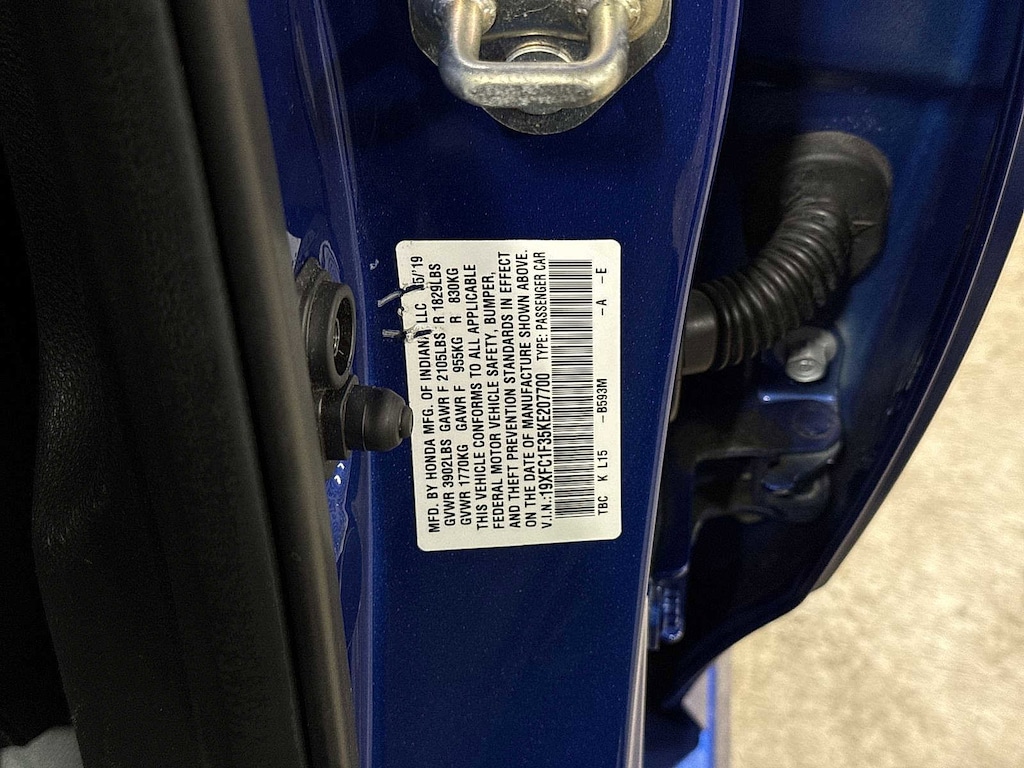 MFD. BY HONDA MFG. OF INDIANA LLC 5/'19
GVWR 3902LBS GAWR F 2105LBS R 1829LBS
GVWR 1770KG GAWR F 955KG R 830KG
THIS VEHICLE CONFORMS TO ALL APPLICABLE
FEDERAL MOTOR VEHICLE SAFETY, BUMPER,
AND THEFT PREVENTION STANDARDS IN EFFECT
ON THE DATE OF MANUFACTURE SHOWN ABOVE.
V.I.N.:19XFC1F35KE207700 TYPE: PASSENGER CAR
TBC K L15 –B593M –A –E